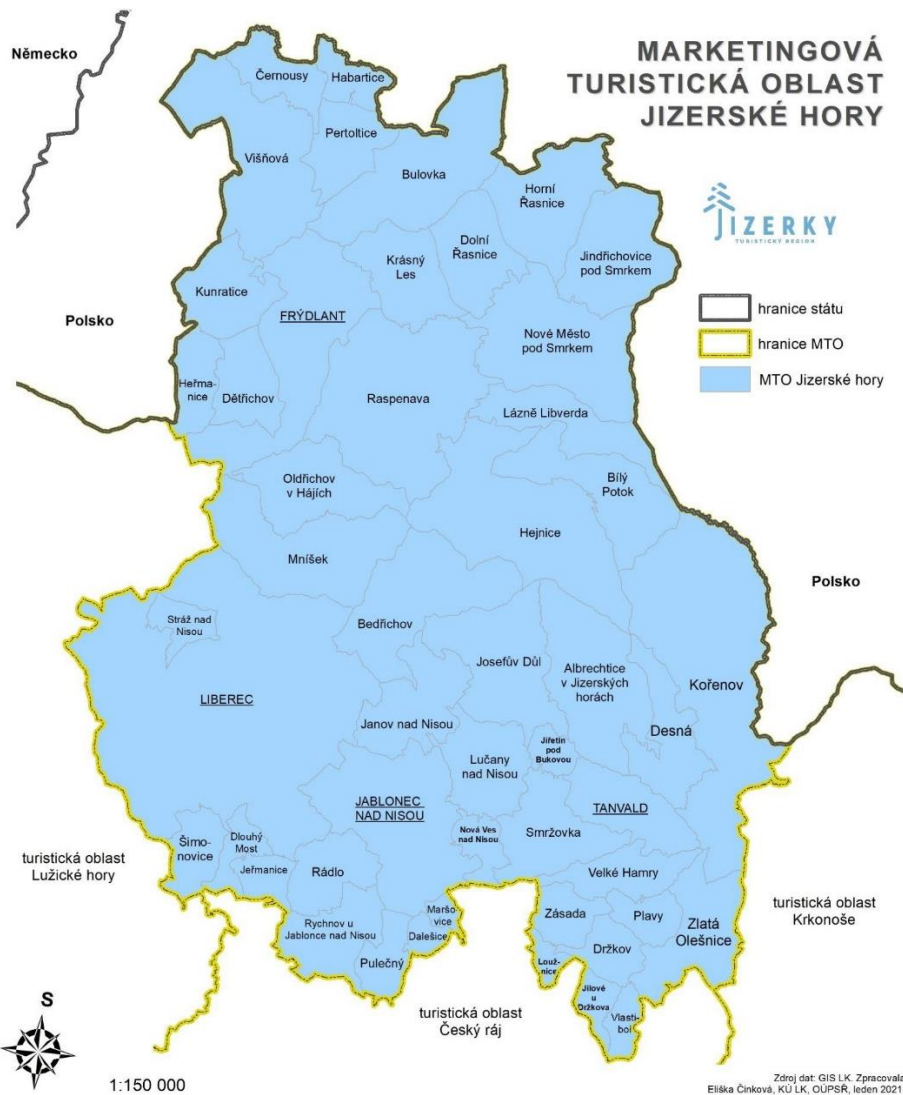 MARKETINGOVÁ
TURISTICKÁ OBLAST
JIZERSKÉ HORY
JIZERKY
TURISTICKÝ REGION
hranice státu
hranice MTO
MTO Jizerské hory
Německo
Černousy
Habartice
Pertoltice
Višňová
Bulovka
Horní
Řasnice
Dolní
Řasnice
Krásný
Les
Jindřichovice
pod Smrkem
Kunratice
FRÝDLANT
Polsko
Nové Město
pod Smrkem
Heřma-
nice
Dětřichov
Raspenava
Lázně Libverda
Oldřichov
v Hájích
Bílý
Potok
Hejnice
Mníšek
Polsko
Stráž nad
Nisou
Bedřichov
Josefův Důl
Albrechtice
v Jizerských
horách
Kořenov
LIBEREC
Janov nad Nisou
Desná
Jiřetín
pod
Bukovou
Lučany
nad Nisou
JABLONEC
NAD NISOU
TANVALD
Nová Ves
nad Nisou
Smržovka
Šimo-
novice
Dlouhý
Most
Jeřmanice
Rádlo
Velké Hamry
turistická oblast
Lužické hory
turistická oblast
Krkonoše
Maršo-
vice
Zásada
Plavy
Zlatá
Olešnice
Rychnov u
Jablonce nad Nisou
Dalešice
Držkov
Pulečný
Louž-
nice
Jílové
u
Držkova
Vlasti-
boř
turistická oblast
Český ráj
S
1:150 000
Zdroj dat: GIS LK. Zpracovala
Eliška Činková, KÚ LK, OÚPSŘ, leden 2021